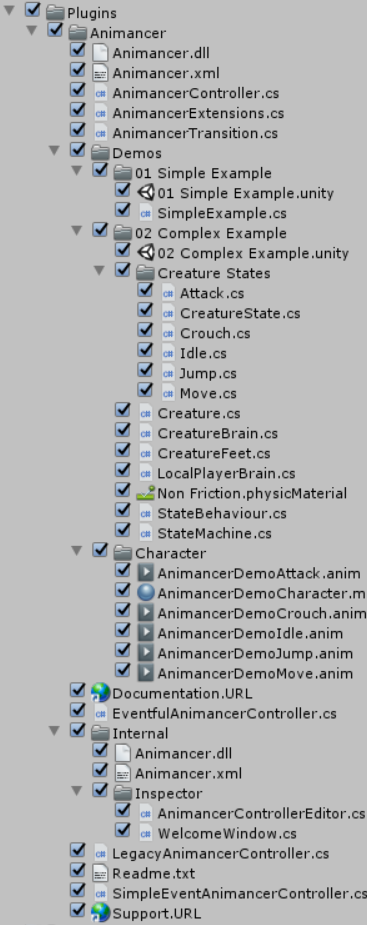 Plugins
Animancer
Animancer.dll
Animancer.xml
AnimancerController.cs
AnimancerExtensions.cs
AnimancerTransition.cs
Demos
01 Simple Example
01 Simple Example.unity
SimpleExample.cs
02 Complex Example
02 Complex Example.unity
Creature States
Attack.cs
CreatureState.cs
Crouch.cs
Idle.cs
Jump.cs
Move.cs
Creature.cs
CreatureBrain.cs
CreatureFeet.cs
LocalPlayerBrain.cs
Non Friction.physicMaterial
StateBehaviour.cs
StateMachine.cs
Character
AnimancerDemoAttack.anim
AnimancerDemoCharacter.m
AnimancerDemoCrouch.anim
AnimancerDemoIdle.anim
AnimancerDemoJump.anim
AnimancerDemoMove.anim
Documentation.URL
EventfulAnimancerController.cs
Internal
Animancer.dll
Animancer.xml
Inspector
AnimancerControllerEditor.cs
WelcomeWindow.cs
LegacyAnimancerController.cs
Readme.txt
SimpleEventAnimancerController.cs
Support.URL